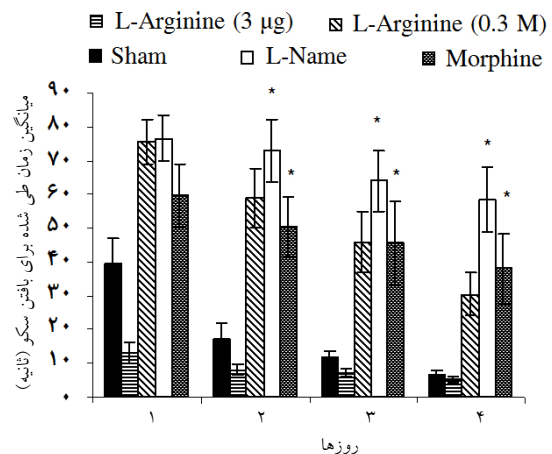 L-Arginine (3 µg) L-Arginine (0.3 M)
Sham L-Name Morphine
میانگین زمان طی شده برای یافتن سکو (ثانیه)
۹۰
۸۰
۷۰
۶۰
۵۰
۴۰
۳۰
۲۰
۱۰
۰
* * * * * *
۱ ۲ ۳ ۴
روزها